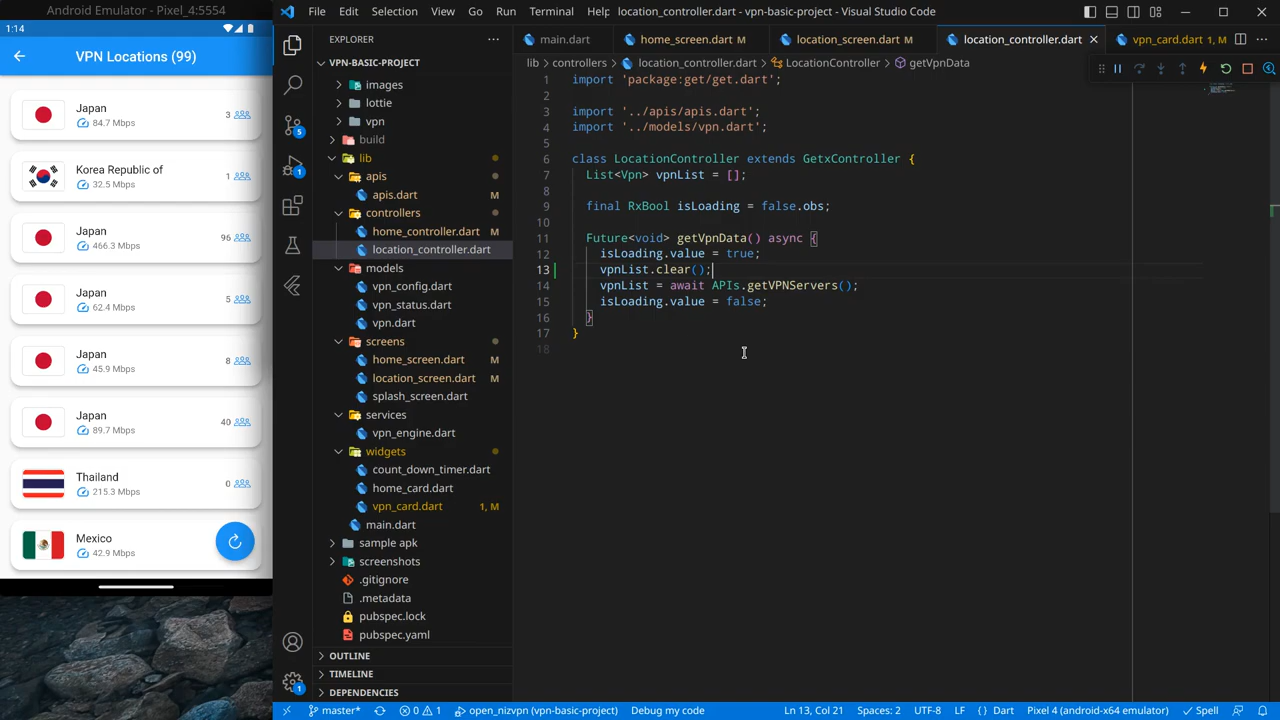 Android Emulator - Pixel_4:5554
1:14
VPN Locations (99)
Japan
84.7 Mbps
3
Korea Republic of
32.5 Mbps
1
Japan
466.3 Mbps
96
Japan
62.4 Mbps
5
Japan
45.9 Mbps
8
Japan
89.7 Mbps
40
Thailand
215.3 Mbps
0
Mexico
42.9 Mbps
File Edit Selection View Go Run Terminal Help location_controller.dart - vpn-basic-project - Visual Studio Code
EXPLORER
VPN-BASIC-PROJECT
images
lottie
vpn
build
lib
apis
apis.dart M
controllers
home_controller.dart M
location_controller.dart
models
vpn_config.dart
vpn_status.dart
vpn.dart
screens
home_screen.dart M
location_screen.dart M
splash_screen.dart
services
vpn_engine.dart
widgets
count_down_timer.dart
home_card.dart
vpn_card.dart 1, M
main.dart
sample apk
screenshots
.gitignore
.metadata
pubspec.lock
pubspec.yaml
OUTLINE
TIMELINE
DEPENDENCIES
5
1
1
main.dart home_screen.dart M location_screen.dart M location_controller.dart vpn_card.dart 1, M
lib > controllers > location_controller.dart > LocationController > getVpnData
1 import 'package:get/get.dart';
2
3 import '../apis/apis.dart';
4 import '../models/vpn.dart';
5
6 class LocationController extends GetxController {
7 List<Vpn> vpnList = [];
8
9 final RxBool isLoading = false.obs;
10
11 Future<void> getVpnData() async {
12 isLoading.value = true;
13 vpnList.clear();
14 vpnList = await APIs.getVPNServers();
15 isLoading.value = false;
16 }
17 }
18
master* 0 1 open_nizvpn (vpn-basic-project) Debug my code Ln 13, Col 21 Spaces: 2 UTF-8 LF {} Dart Pixel 4 (android-x64 emulator) Spell